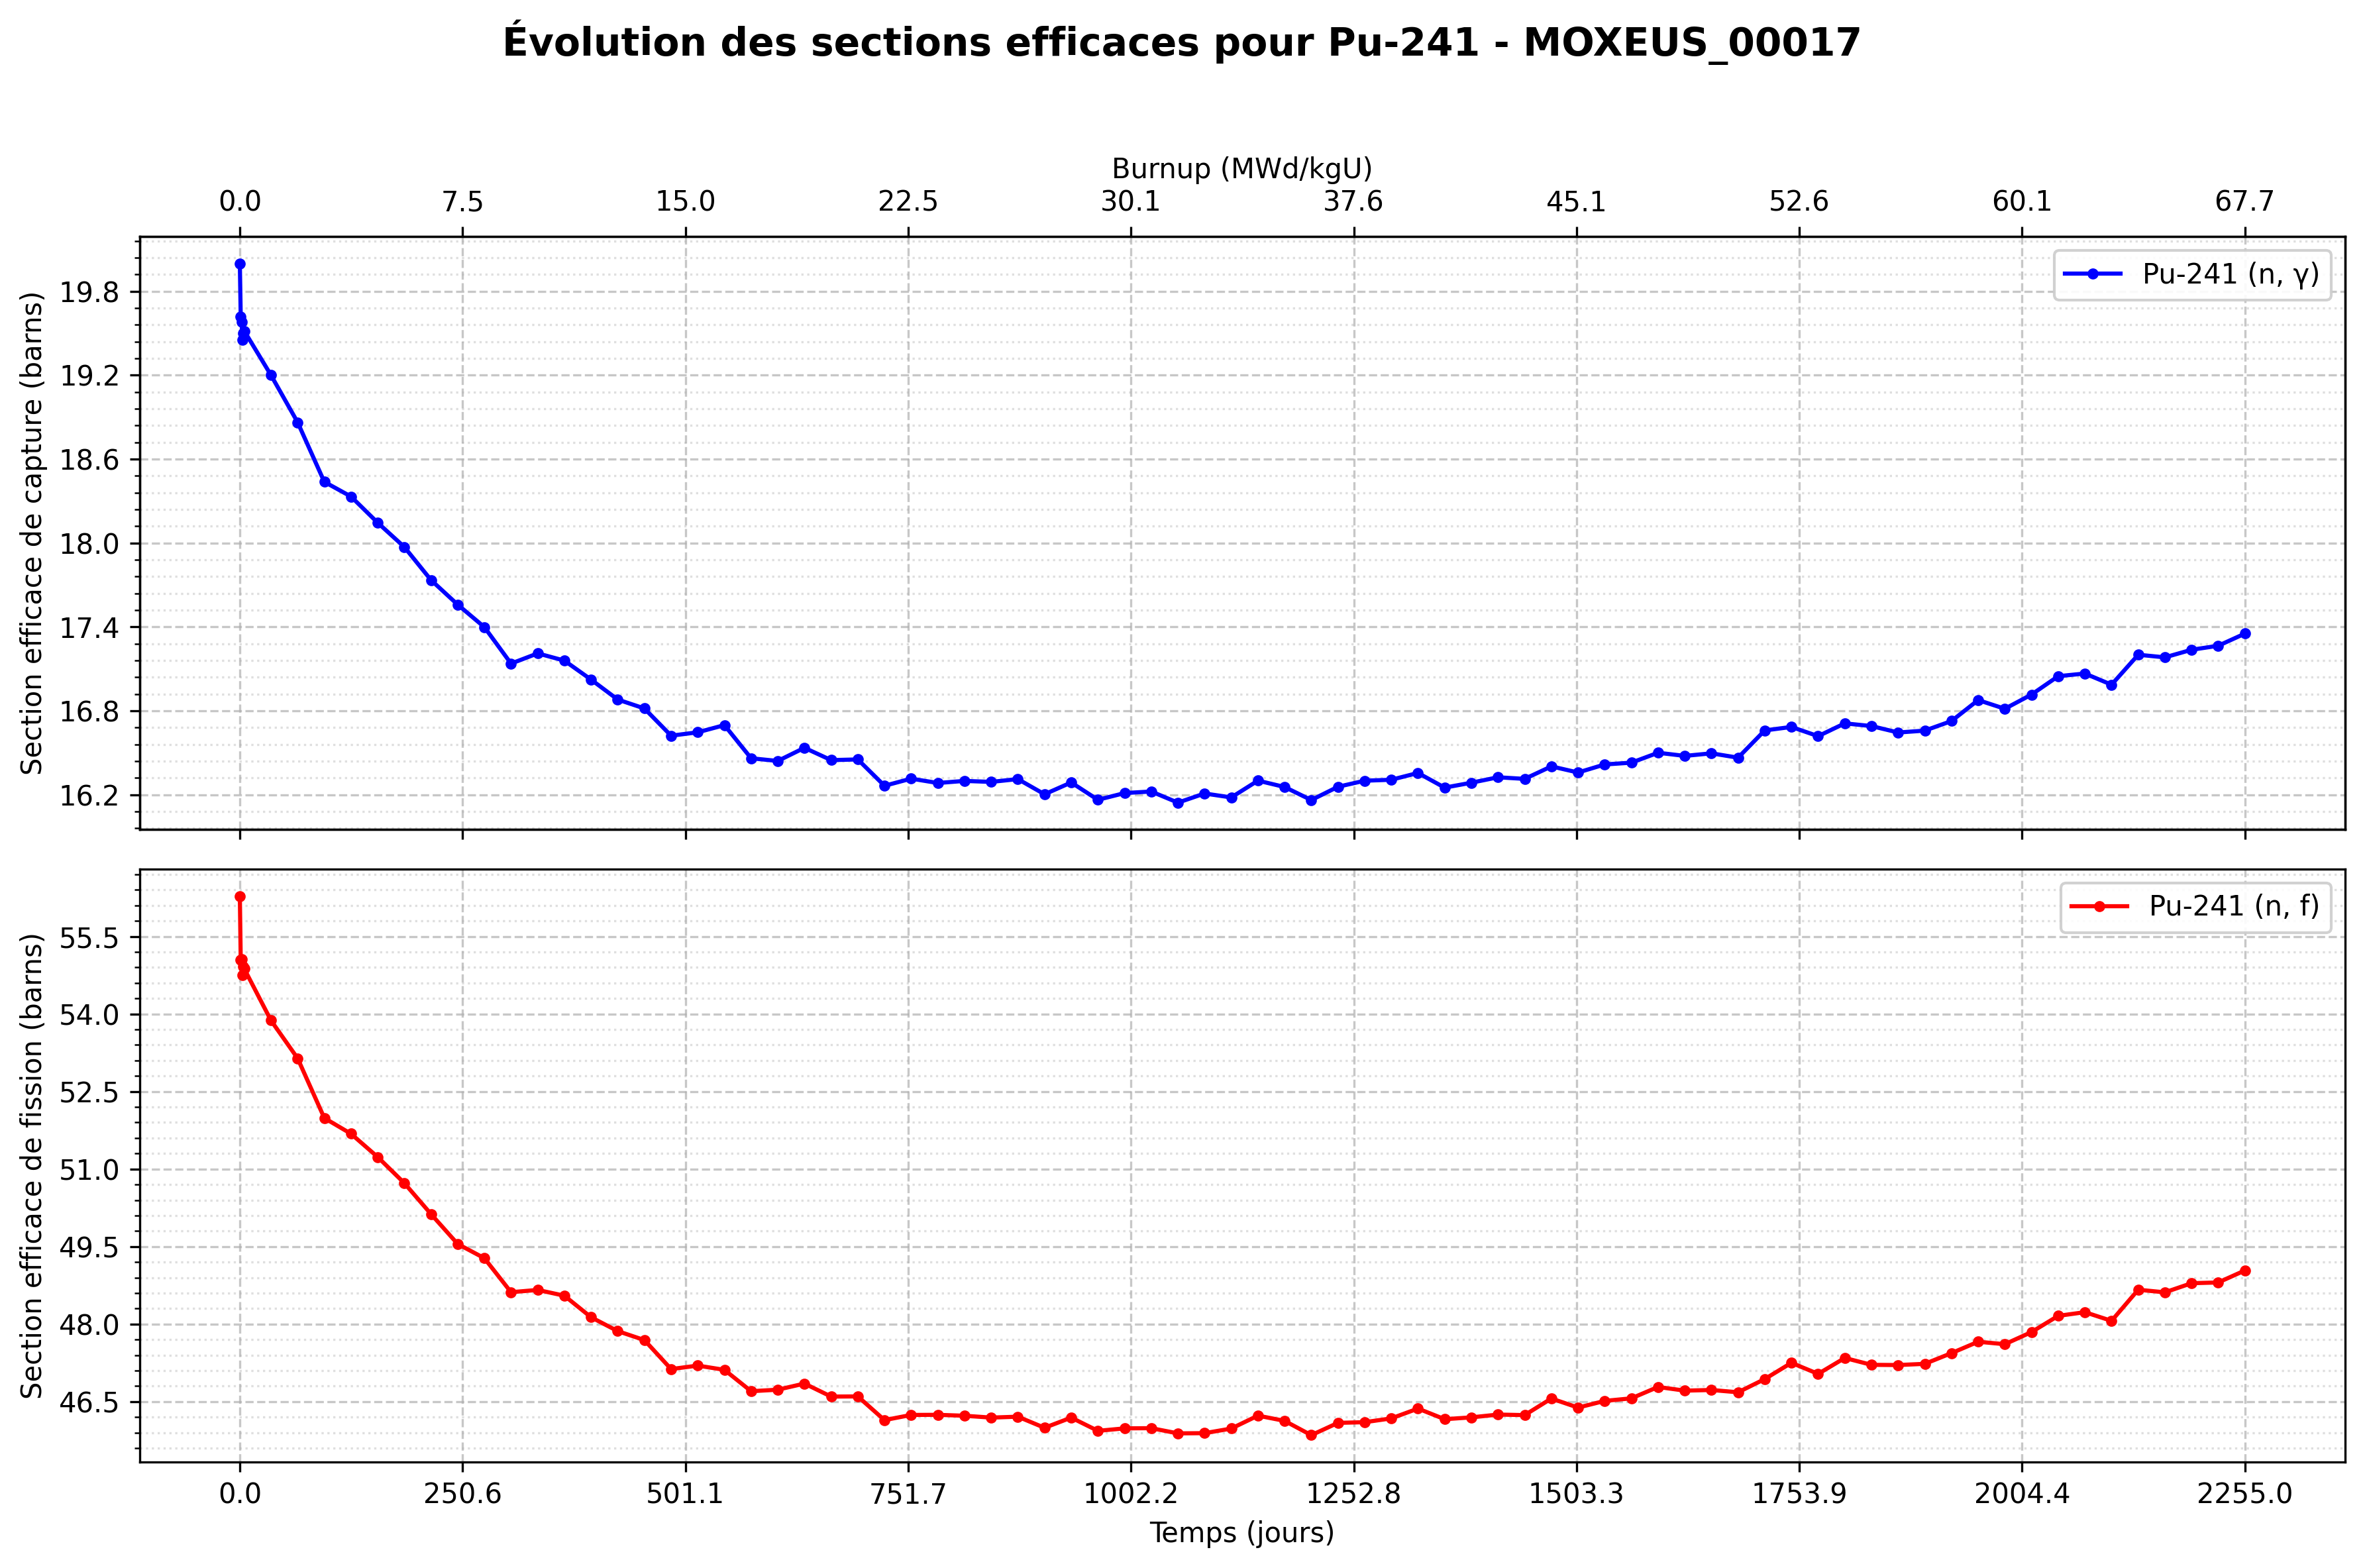 Évolution des sections efficaces pour Pu-241 - MOXEUS_00017
Burnup (MWd/kgU)
0.0 7.5 15.0 22.5 30.1 37.6 45.1 52.6 60.1 67.7
Section efficace de capture (barns)
19.8
19.2
18.6
18.0
17.4
16.8
16.2
Pu-241 (n, γ)
Section efficace de fission (barns)
55.5
54.0
52.5
51.0
49.5
48.0
46.5
Pu-241 (n, f)
0.0 250.6 501.1 751.7 1002.2 1252.8 1503.3 1753.9 2004.4 2255.0
Temps (jours)